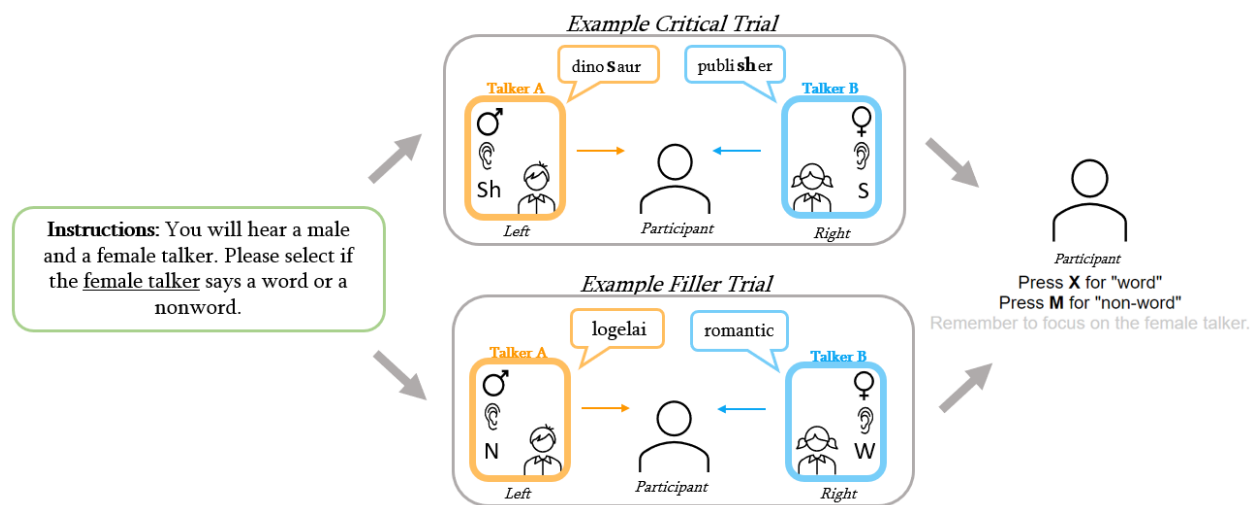 Example Critical Trial
dinosaur
publisher
Talker A
Talker B
Sh
S
Left
Participant
Right
Instructions: You will hear a male
and a female talker. Please select if
the female talker says a word or a
nonword.
Example Filler Trial
logelai
romantic
Talker A
Talker B
N
W
Left
Participant
Right
Participant
Press X for "word"
Press M for "non-word"
Remember to focus on the female talker.